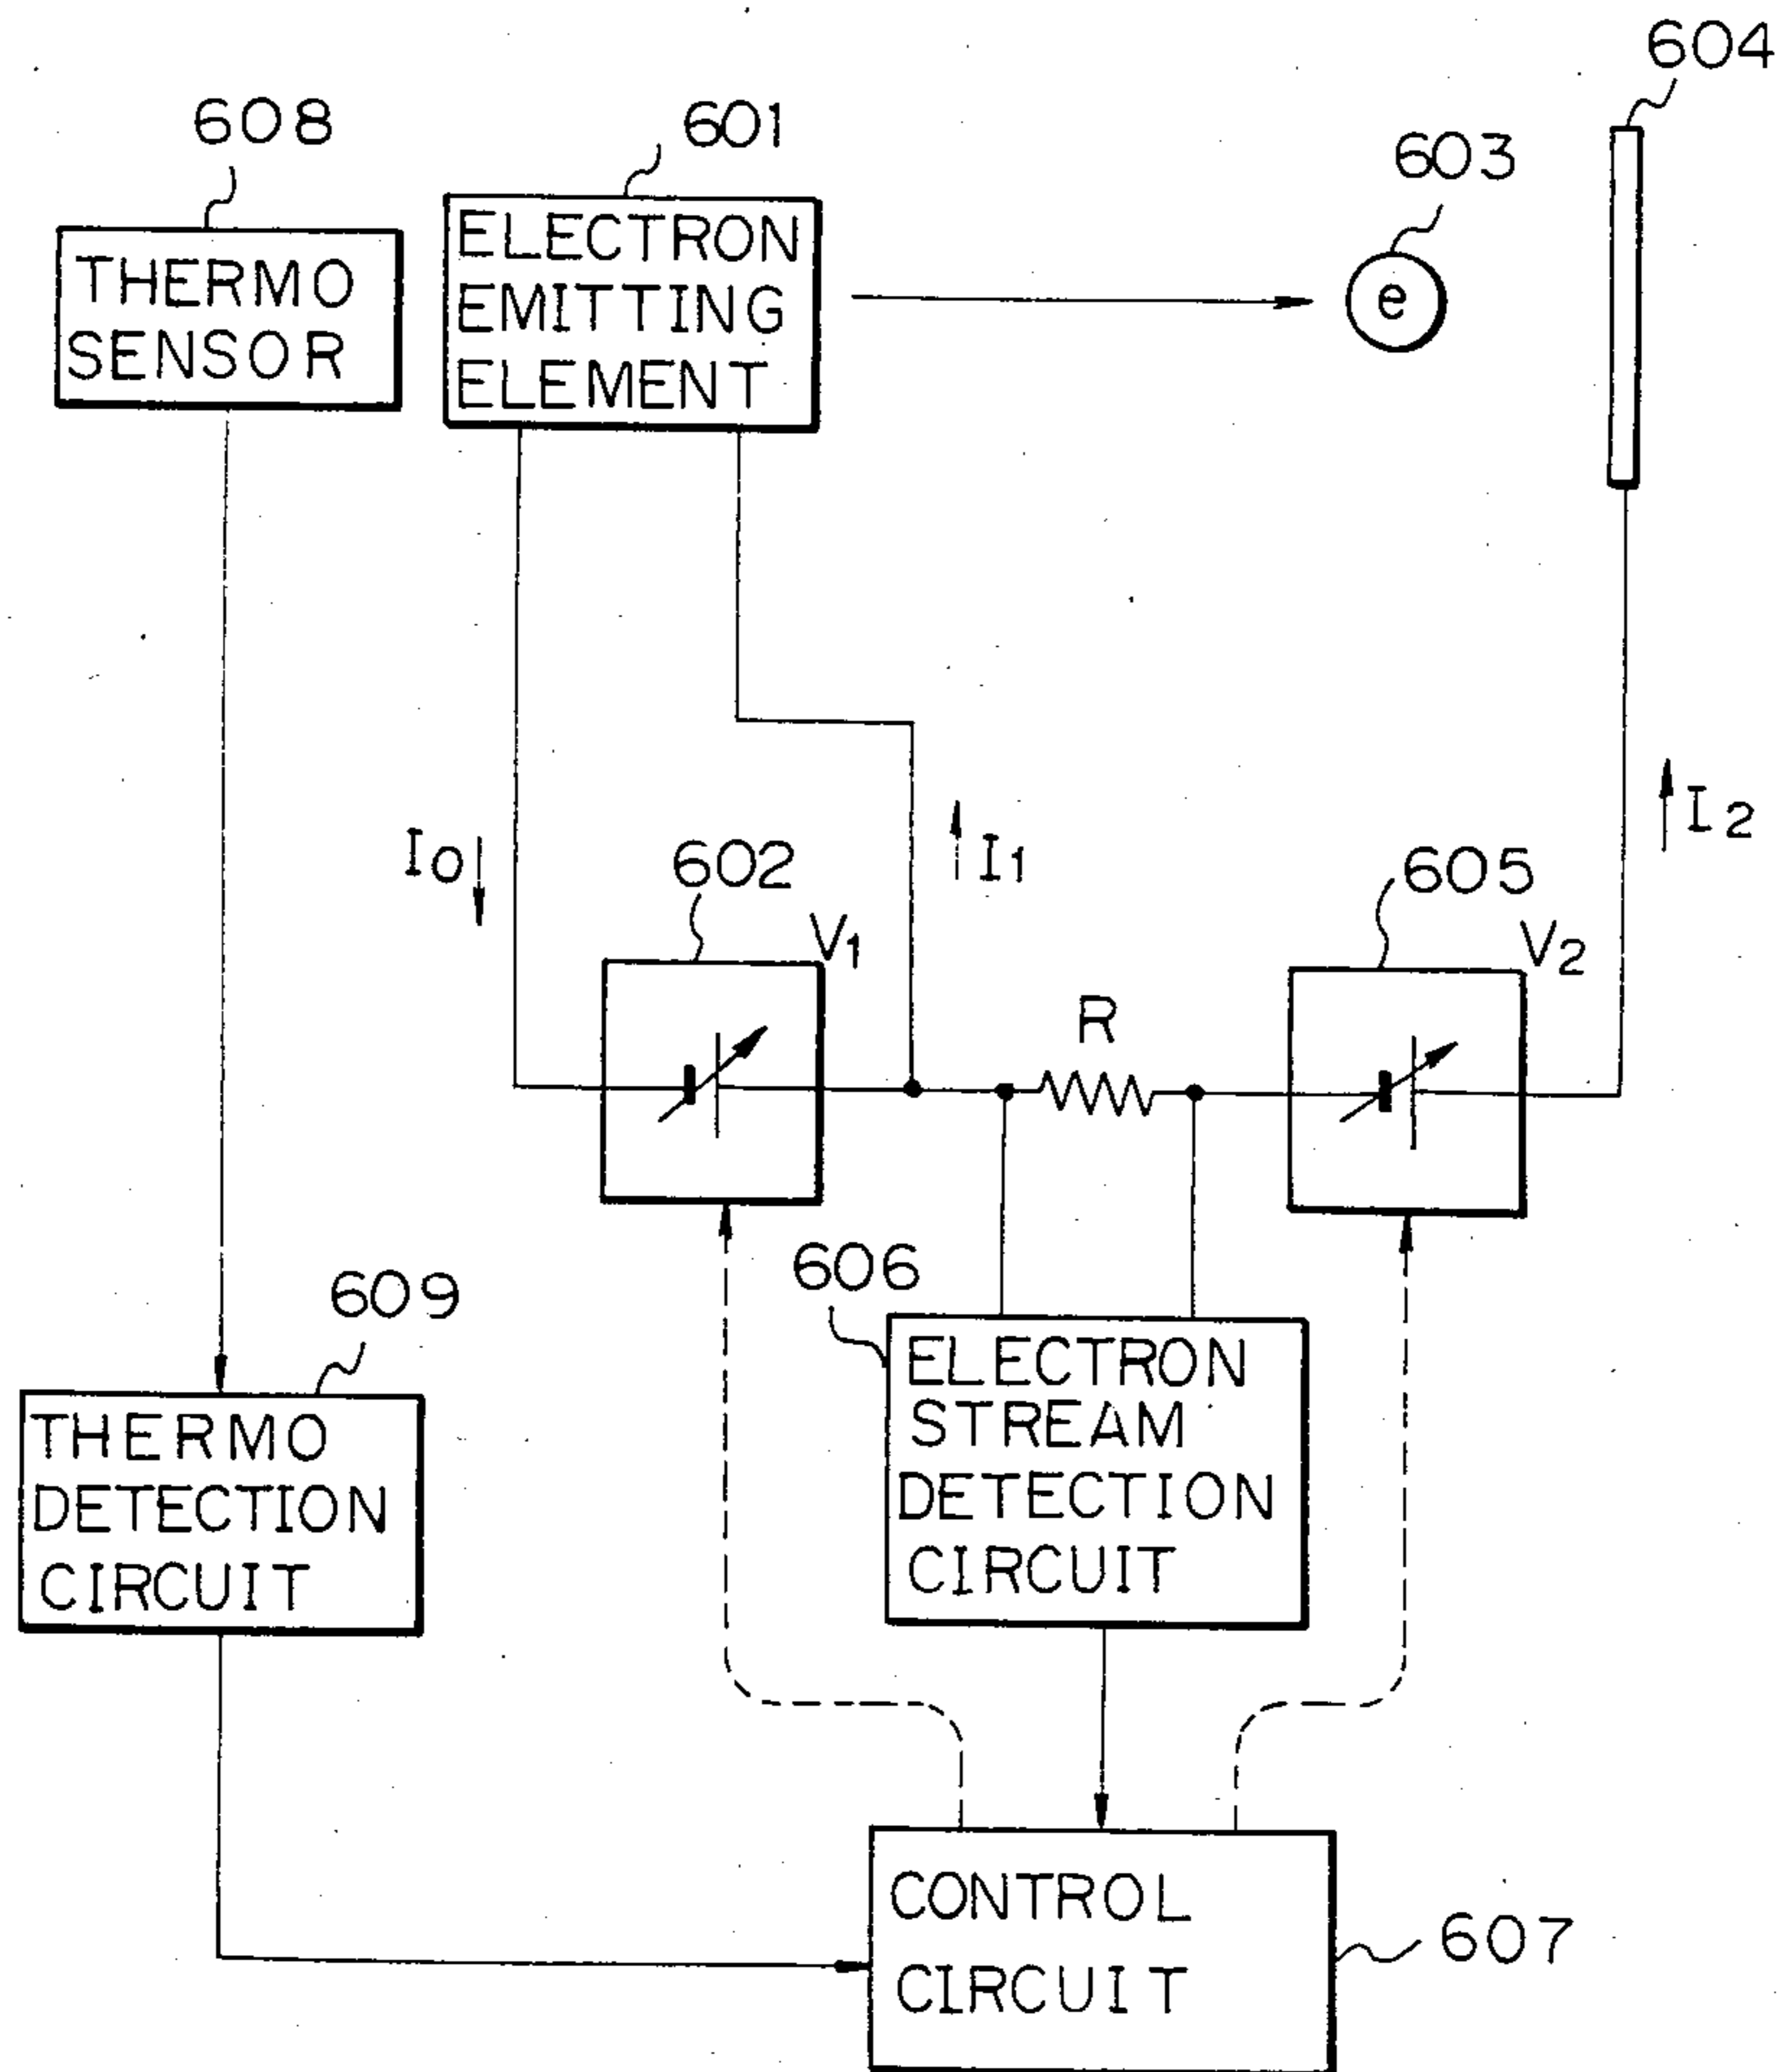 604
608
601
603
THERMO
SENSOR
ELECTRON
EMITTING
ELEMENT
e
I0
I1
I2
602
V1
605
V2
R
606
609
ELECTRON
STREAM
DETECTION
CIRCUIT
THERMO
DETECTION
CIRCUIT
CONTROL
CIRCUIT
607